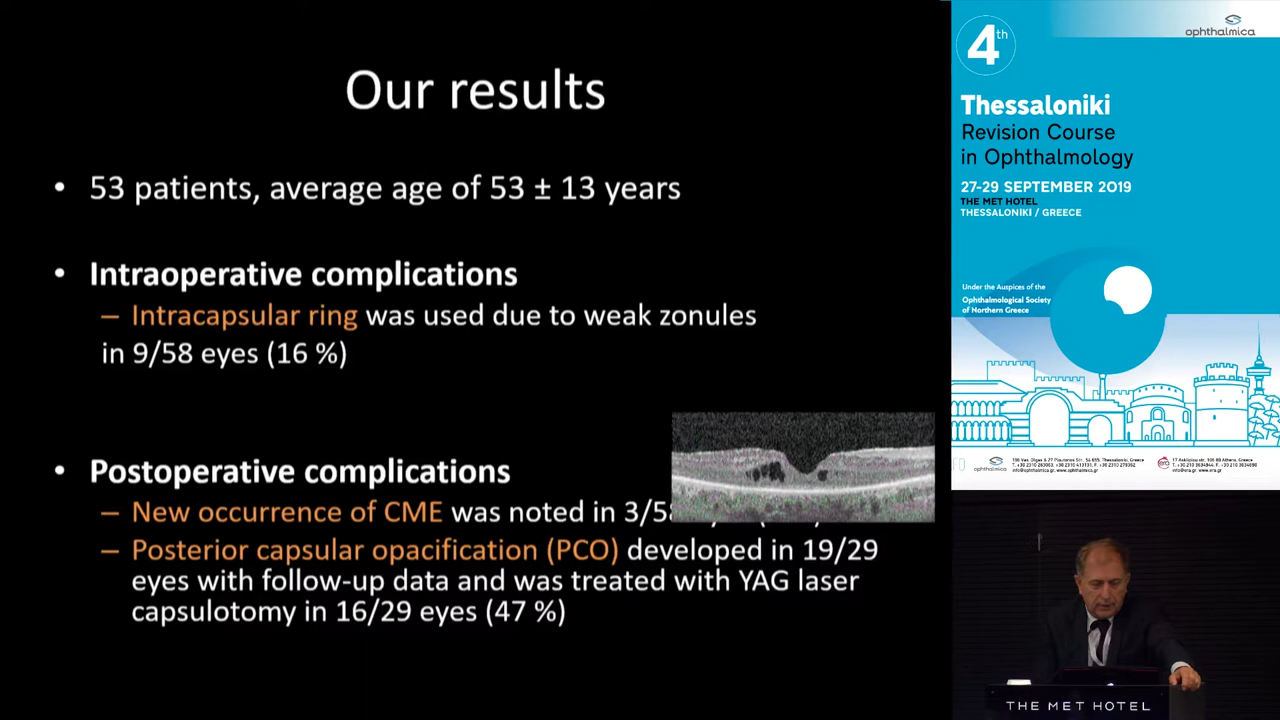 Our results
• 53 patients, average age of 53 ± 13 years
• Intraoperative complications
– Intracapsular ring was used due to weak zonules
in 9/58 eyes (16 %)
• Postoperative complications
– New occurrence of CME was noted in 3/58
– Posterior capsular opacification (PCO) developed in 19/29
eyes with follow-up data and was treated with YAG laser
capsulotomy in 16/29 eyes (47 %)
ophthalmica
4th
Thessaloniki
Revision Course
in Ophthalmology
27-29 SEPTEMBER 2019
THE MET HOTEL
THESSALONIKI / GREECE
Under the Auspices of the
Ophthalmological Society
of Northern Greece
ophthalmica
THE MET HOTEL